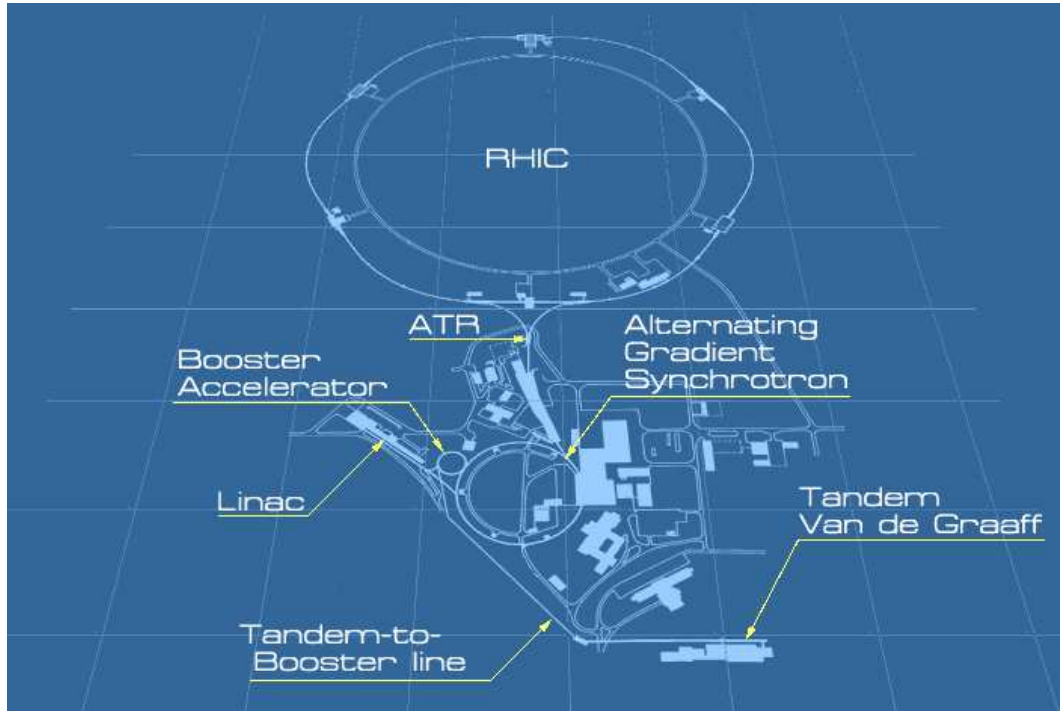 RHIC
ATR
Alternating
Gradient
Synchrotron
Booster
Accelerator
Linac
Tandem
Van de Graaff
Tandem-to-
Booster line